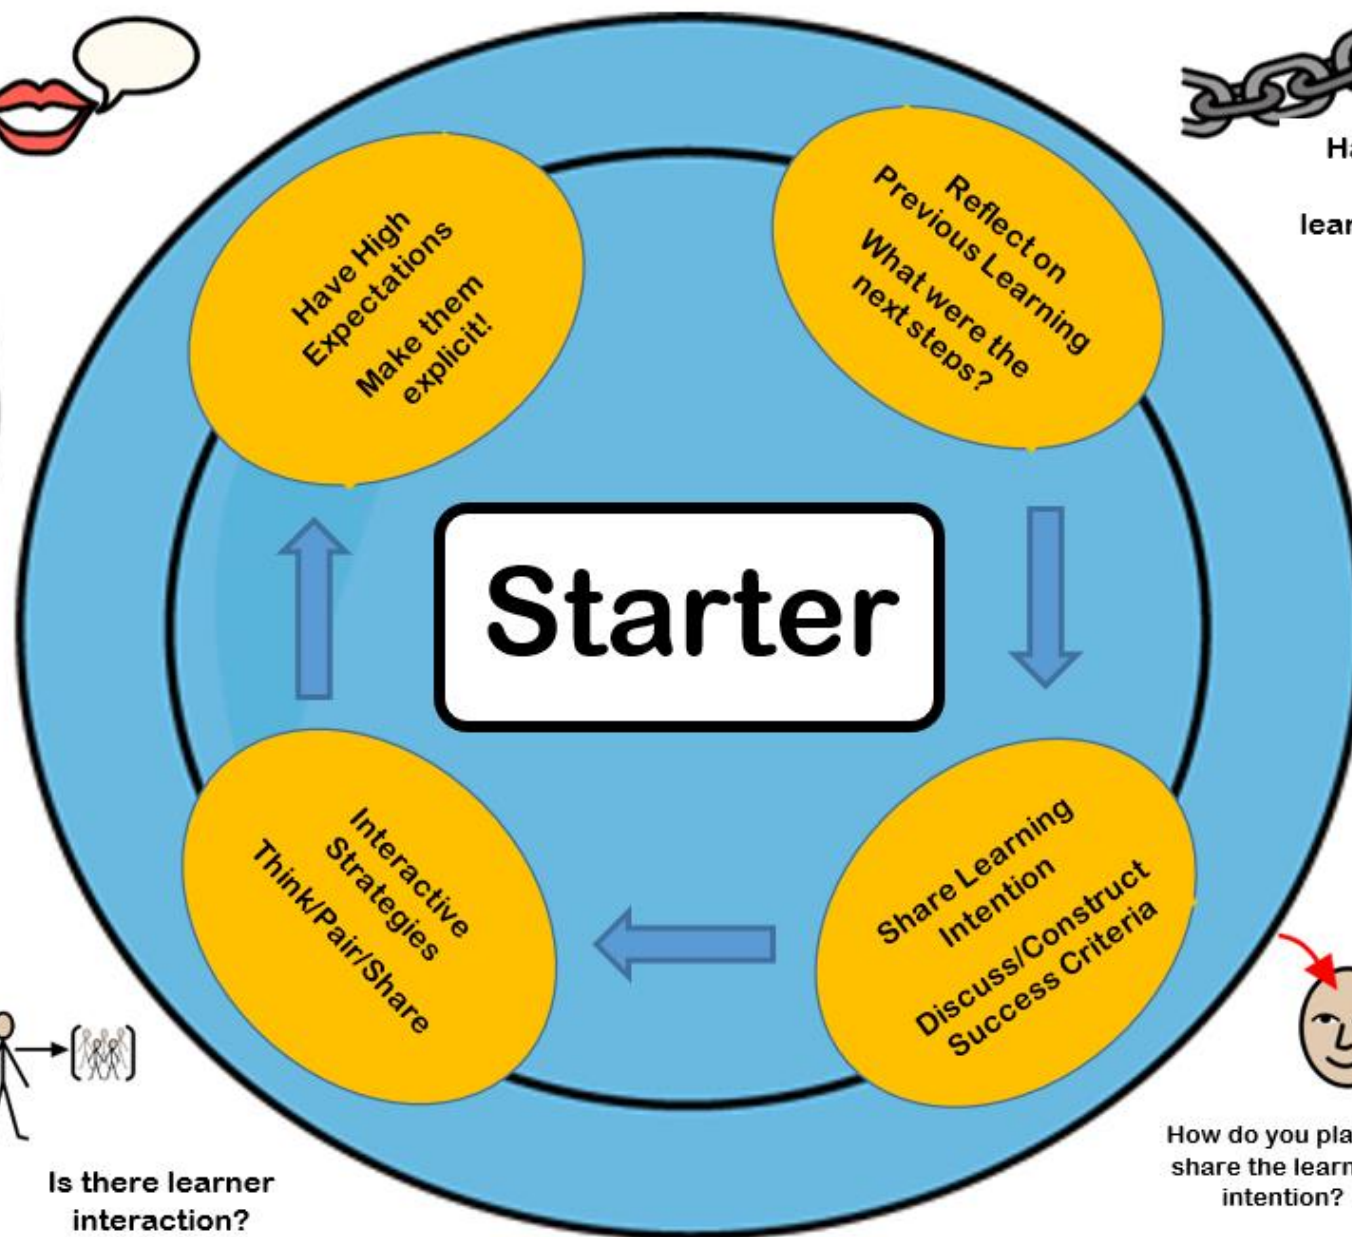 Have High
Expectations
Make them
explicit!
Reflect on
Previous Learning
What were the
next steps?
Starter
Share Learning
Intention
Discuss/Construct
Success Criteria
Interactive
Strategies
Think/Pair/Share
Is there learner
interaction?
How do you
share the
intention?